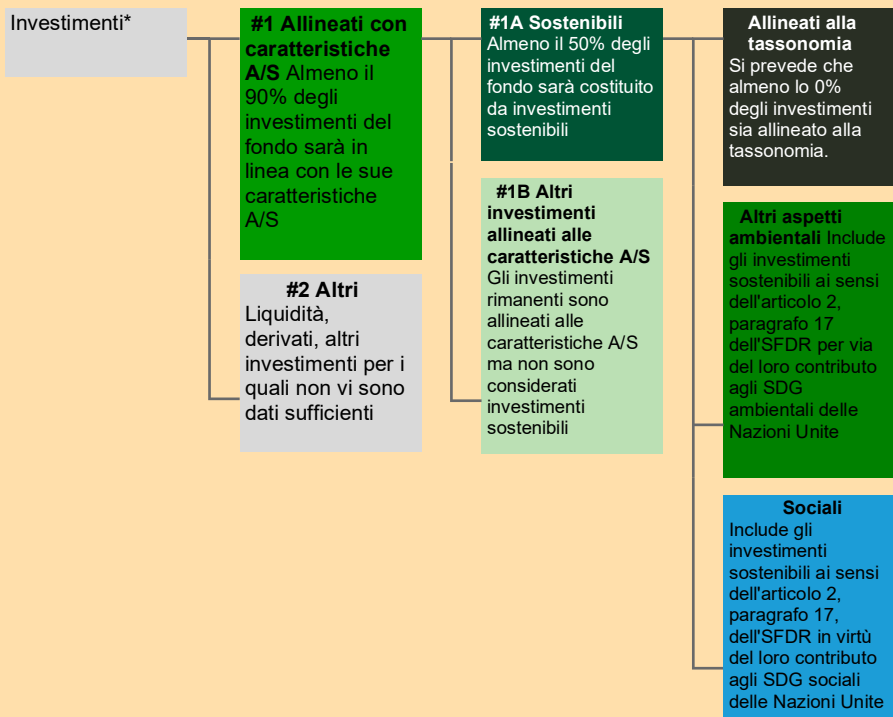 Investimenti*
#1 Allineati con
caratteristiche
A/S Almeno il
90% degli
investimenti del
fondo sarà in
linea con le sue
caratteristiche
A/S
#2 Altri
Liquidità,
derivati, altri
investimenti per i
quali non vi sono
dati sufficienti
#1A Sostenibili
Almeno il 50% degli
investimenti del
fondo sarà costituito
da investimenti
sostenibili
#1B Altri
investimenti
allineati alle
caratteristiche A/S
Gli investimenti
rimanenti sono
allineati alle
caratteristiche A/S
ma non sono
considerati
investimenti
sostenibili
Allineati alla
tassonomia
Si prevede che
almeno lo 0%
degli investimenti
sia allineato alla
tassonomia.
Altri aspetti
ambientali Include
gli investimenti
sostenibili ai sensi
dell'articolo 2,
paragrafo 17
dell'SFDR per via
del loro contributo
agli SDG
ambientali delle
Nazioni Unite
Sociali
Include gli
investimenti
sostenibili ai sensi
dell'articolo 2,
paragrafo 17,
dell'SFDR in virtù
del loro contributo
agli SDG sociali
delle Nazioni Unite